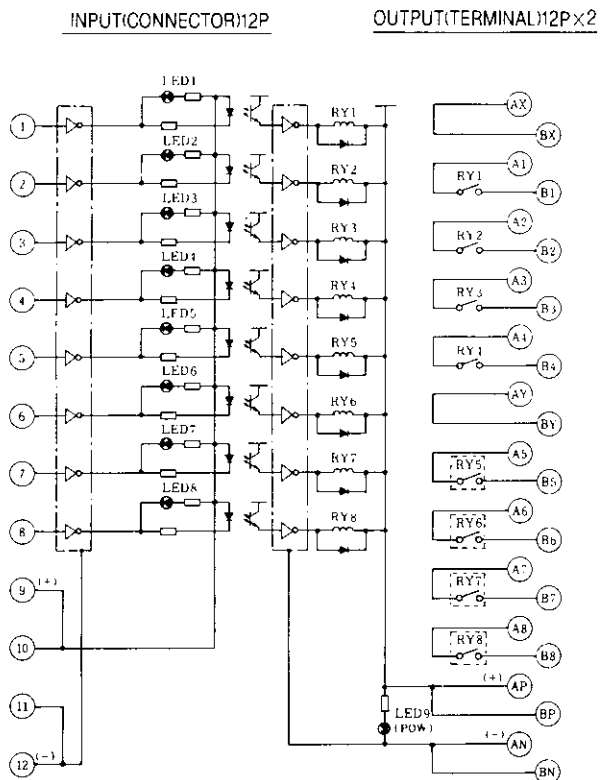 INPUT(CONNECTOR)12P
OUTPUT(TERMINAL)12P×2
LED1
1
RY1
AX
BX
LED2
2
RY2
A1
RY1
B1
LED3
3
RY3
A2
RY2
B2
LED4
4
RY4
A3
RY3
B3
LED5
5
RY5
A4
RY4
B4
LED6
6
RY6
AY
BY
LED7
7
RY7
A5
RY5
B5
LED8
8
RY8
A6
RY6
B6
9 (+)
A7
RY7
B7
10
A8
RY8
B8
11
(+) AP
LED9
(POW)
BP
12 (-)
(-) AN
BN